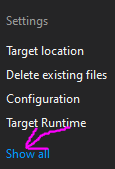 Settings
Target location
Delete existing files
Configuration
Target Runtime
Show all